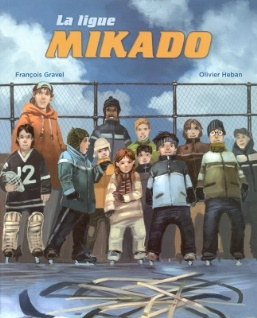 La ligue
MIKADO
François Gravel
Olivier Heban
12